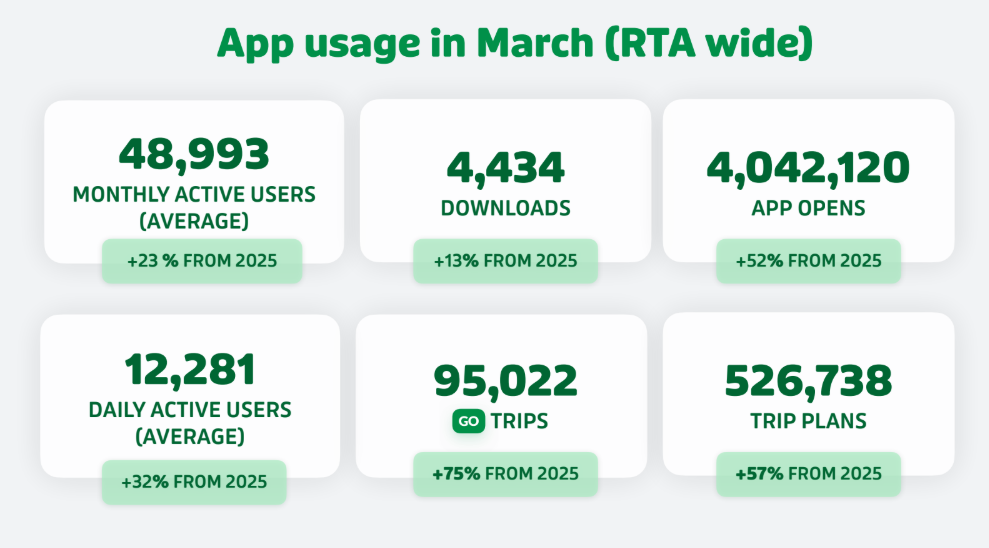 App usage in March (RTA wide)
48,993
MONTHLY ACTIVE USERS
(AVERAGE)
+23 % FROM 2025
4,434
DOWNLOADS
+13% FROM 2025
4,042,120
APP OPENS
+52% FROM 2025
12,281
DAILY ACTIVE USERS
(AVERAGE)
+32% FROM 2025
95,022
GO TRIPS
+75% FROM 2025
526,738
TRIP PLANS
+57% FROM 2025